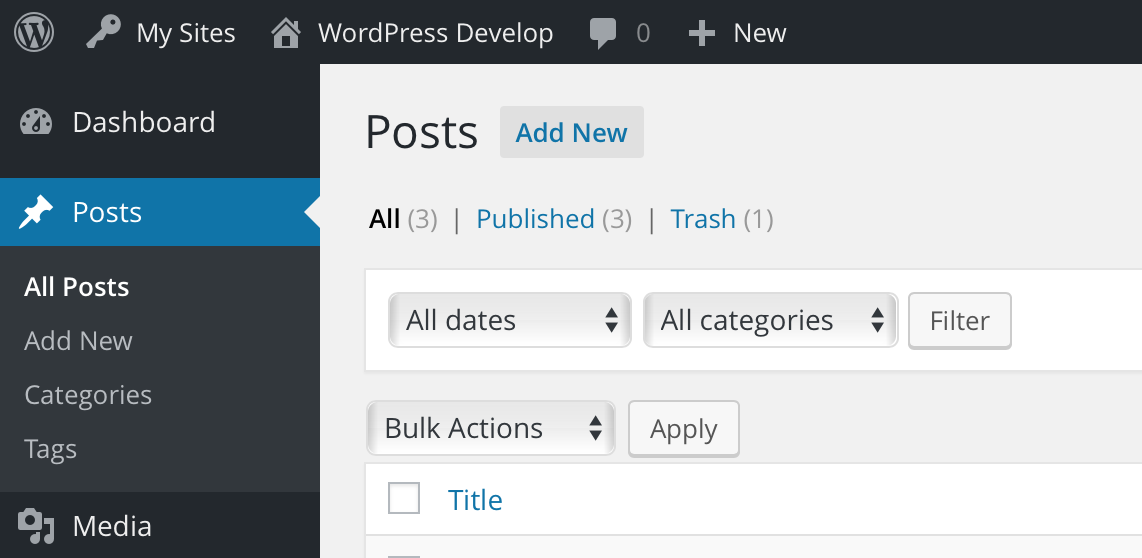 My Sites WordPress Develop 0 New
Dashboard
Posts
All Posts
Add New
Categories
Tags
Media
Posts Add New
All (3) | Published (3) | Trash (1)
All dates All categories Filter
Bulk Actions Apply
Title